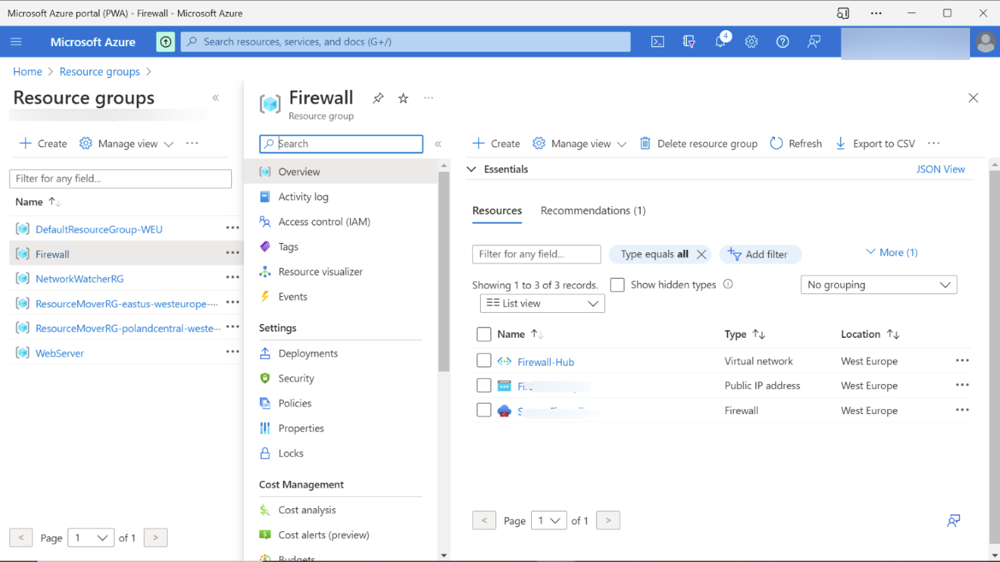 Microsoft Azure portal (PWA) - Firewall - Microsoft Azure
Microsoft Azure
Search resources, services, and docs (G+/)
4
Home > Resource groups >
Resource groups
Create
Manage view
Filter for any field...
Name
DefaultResourceGroup-WEU
Firewall
NetworkWatcherRG
ResourceMoverRG-eastus-westeurope-...
ResourceMoverRG-polandcentral-weste...
WebServer
< Page 1 of 1 >
Firewall
Resource group
Search
Overview
Activity log
Access control (IAM)
Tags
Resource visualizer
Events
Settings
Deployments
Security
Policies
Properties
Locks
Cost Management
Cost analysis
Cost alerts (preview)
Budgets
Create
Manage view
Delete resource group
Refresh
Export to CSV
Essentials
JSON View
Resources
Recommendations (1)
Filter for any field...
Type equals all
Add filter
More (1)
Showing 1 to 3 of 3 records.
Show hidden types
No grouping
List view
Name Type Location
Firewall-Hub Virtual network West Europe
Public IP address West Europe
Firewall West Europe
< Page 1 of 1 >